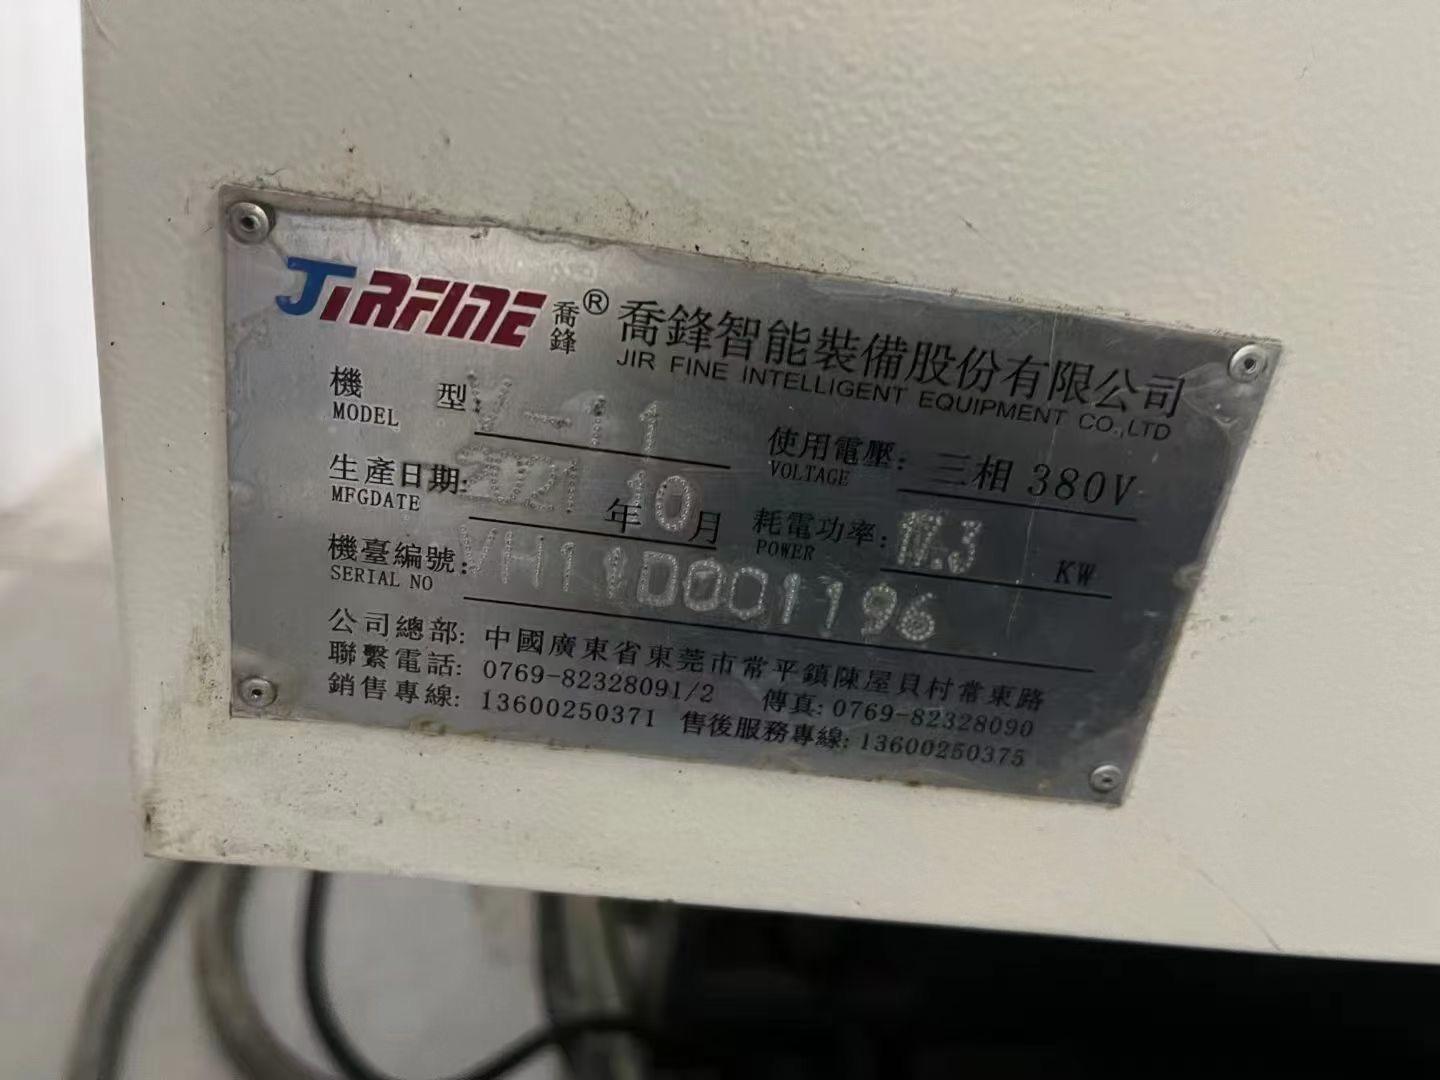 JIRFINE 喬鋒® 喬鋒智能裝備股份有限公司
JIR FINE INTELLIGENT EQUIPMENT CO.,LTD
機 型: V-11
MODEL
使用電壓: 三相 380V
VOLTAGE
生產日期: 2021 年 10 月
MFGDATE
耗電功率: KW
POWER
機臺編號: VH11D001196
SERIAL NO
公司總部: 中國廣東省東莞市常平鎮陳屋貝村常東路
聯繫電話: 0769-82328091/2 傳真: 0769-82328090
銷售專線: 13600250371 售後服務專線: 13600250375